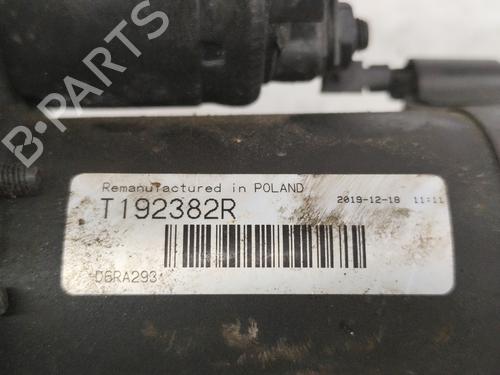 B-PARTS
Remanufactured in POLAND
T192382R
2019-12-18 11:11
D6RA293